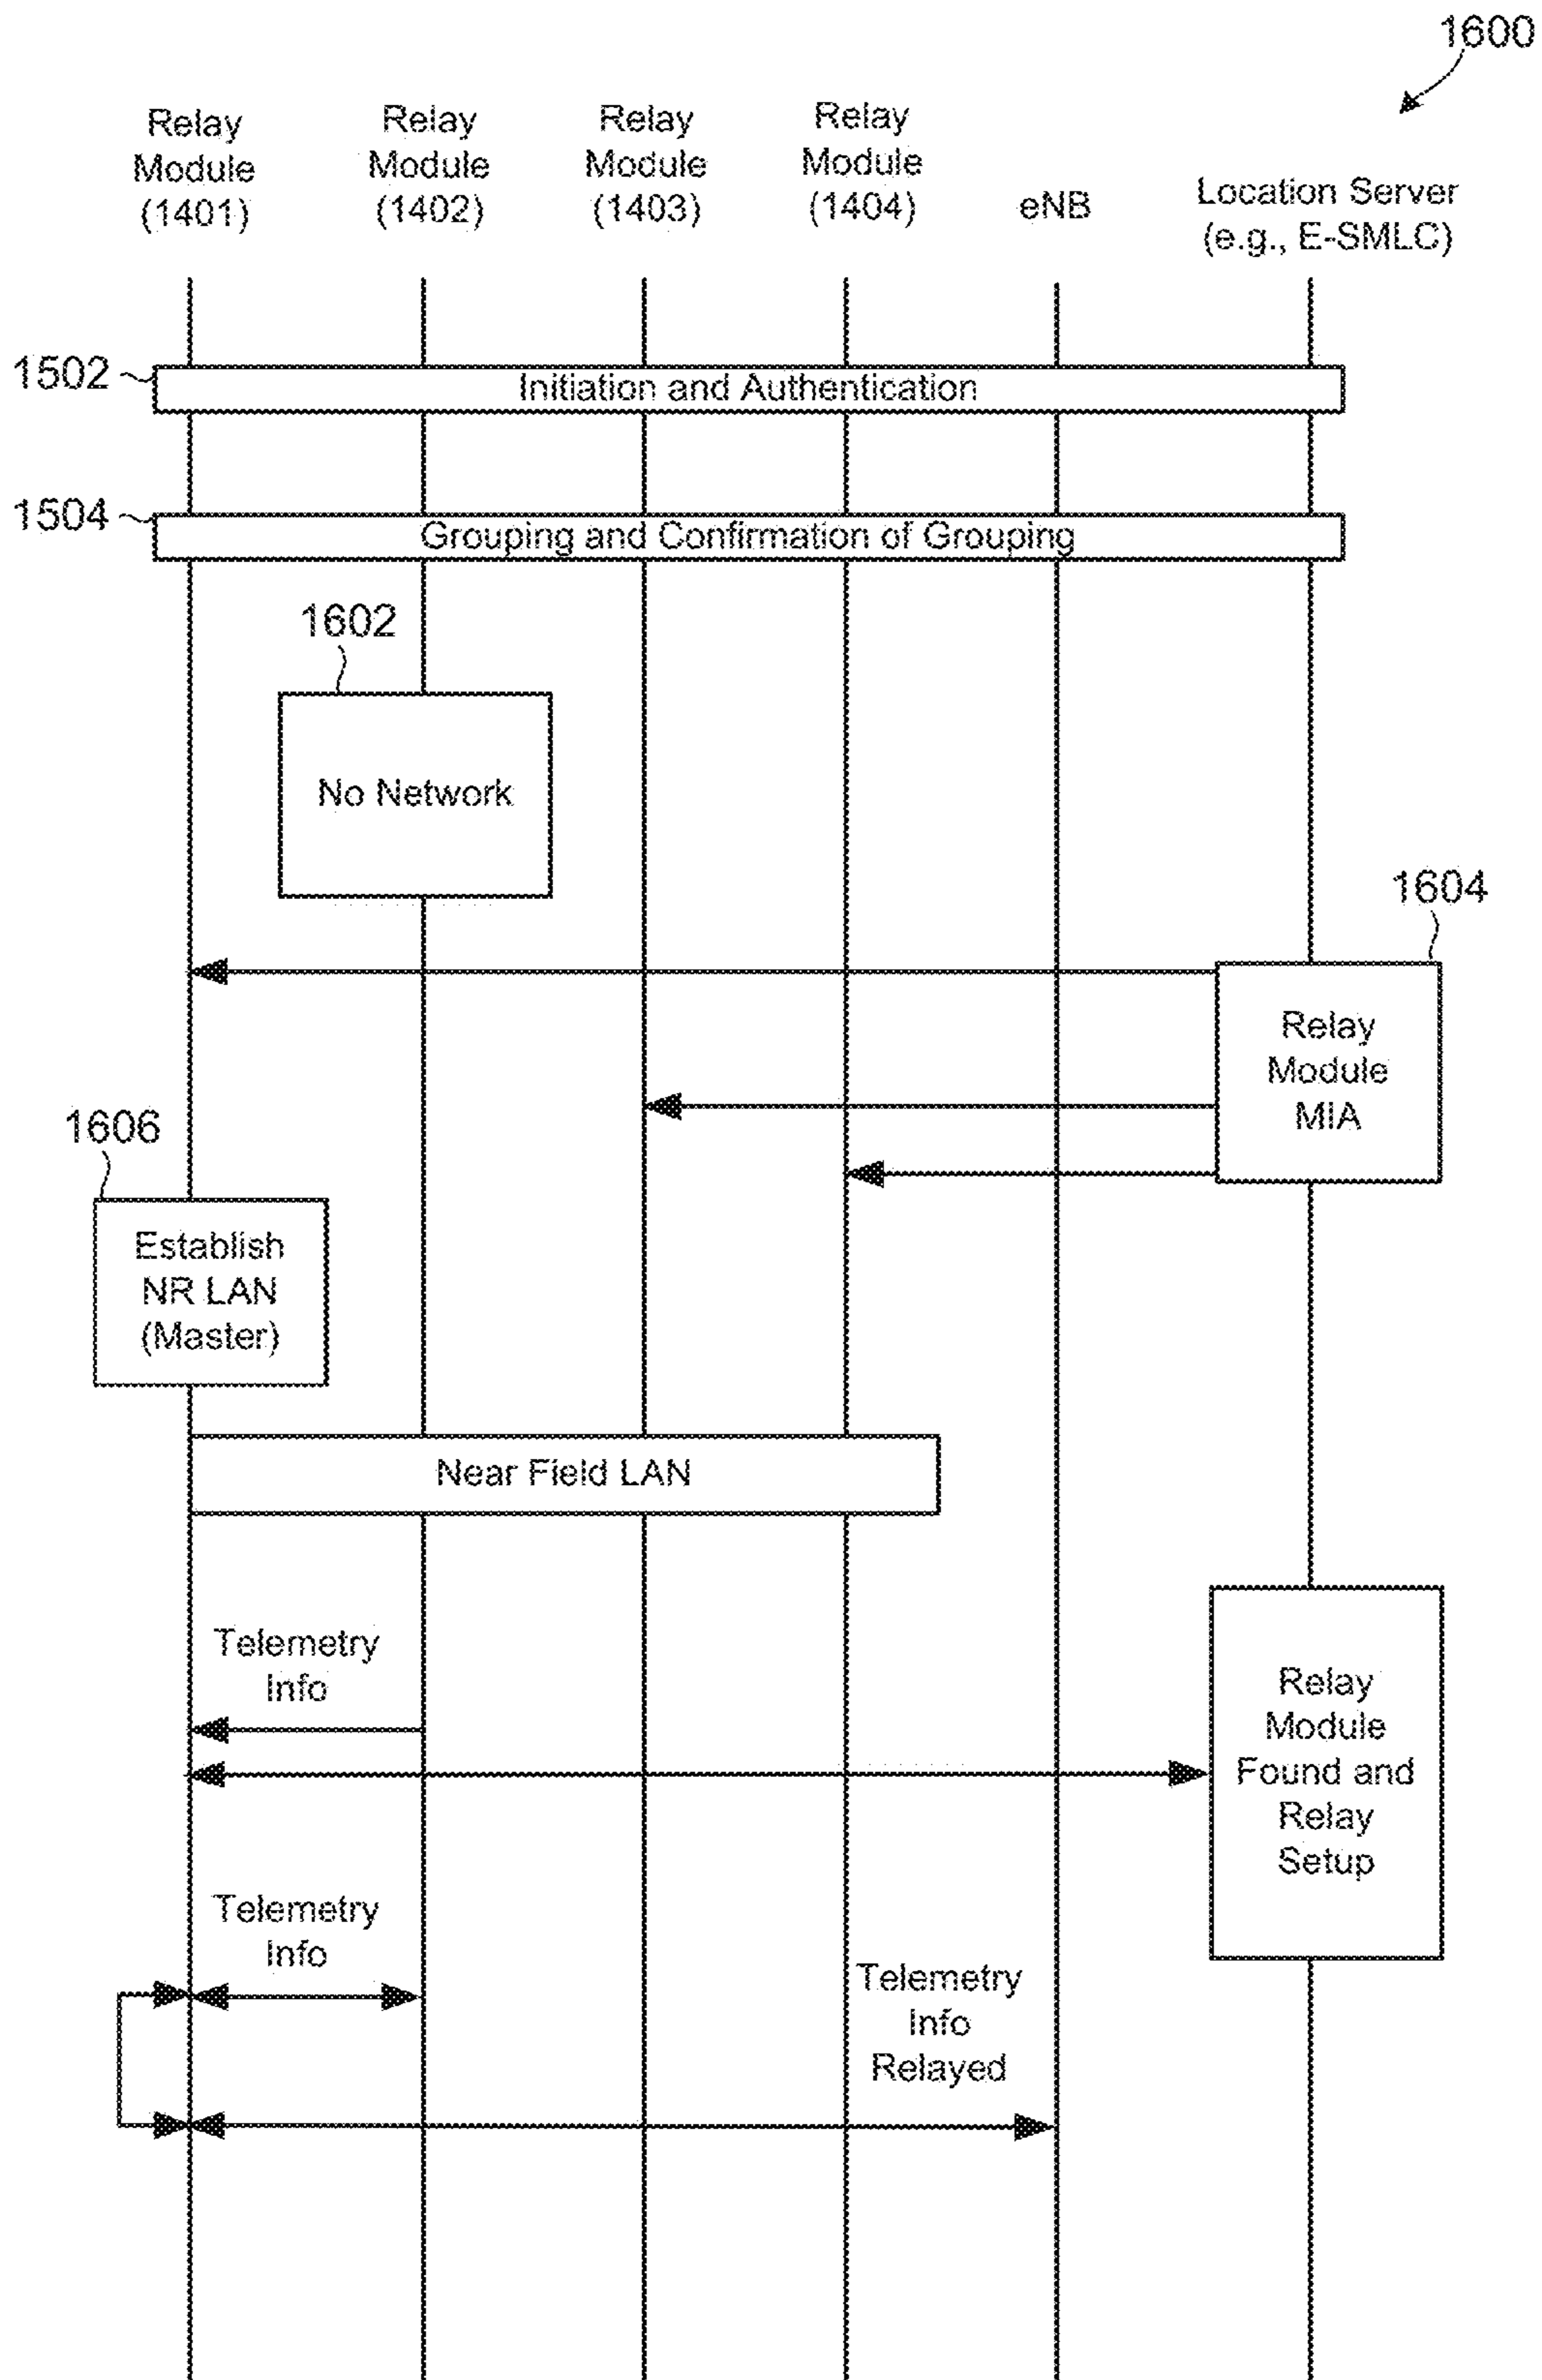 1600
Relay
Module
(1401)
Relay
Module
(1402)
Relay
Module
(1403)
Relay
Module
(1404)
eNB
Location Server
(e.g., E-SMLC)
1502
Initiation and Authentication
1504
Grouping and Confirmation of Grouping
1602
No Network
1604
Relay
Module
MIA
1606
Establish
NR LAN
(Master)
Near Field LAN
Telemetry
Info
Relay
Module
Found and
Relay
Setup
Telemetry
Info
Telemetry
Info
Relayed